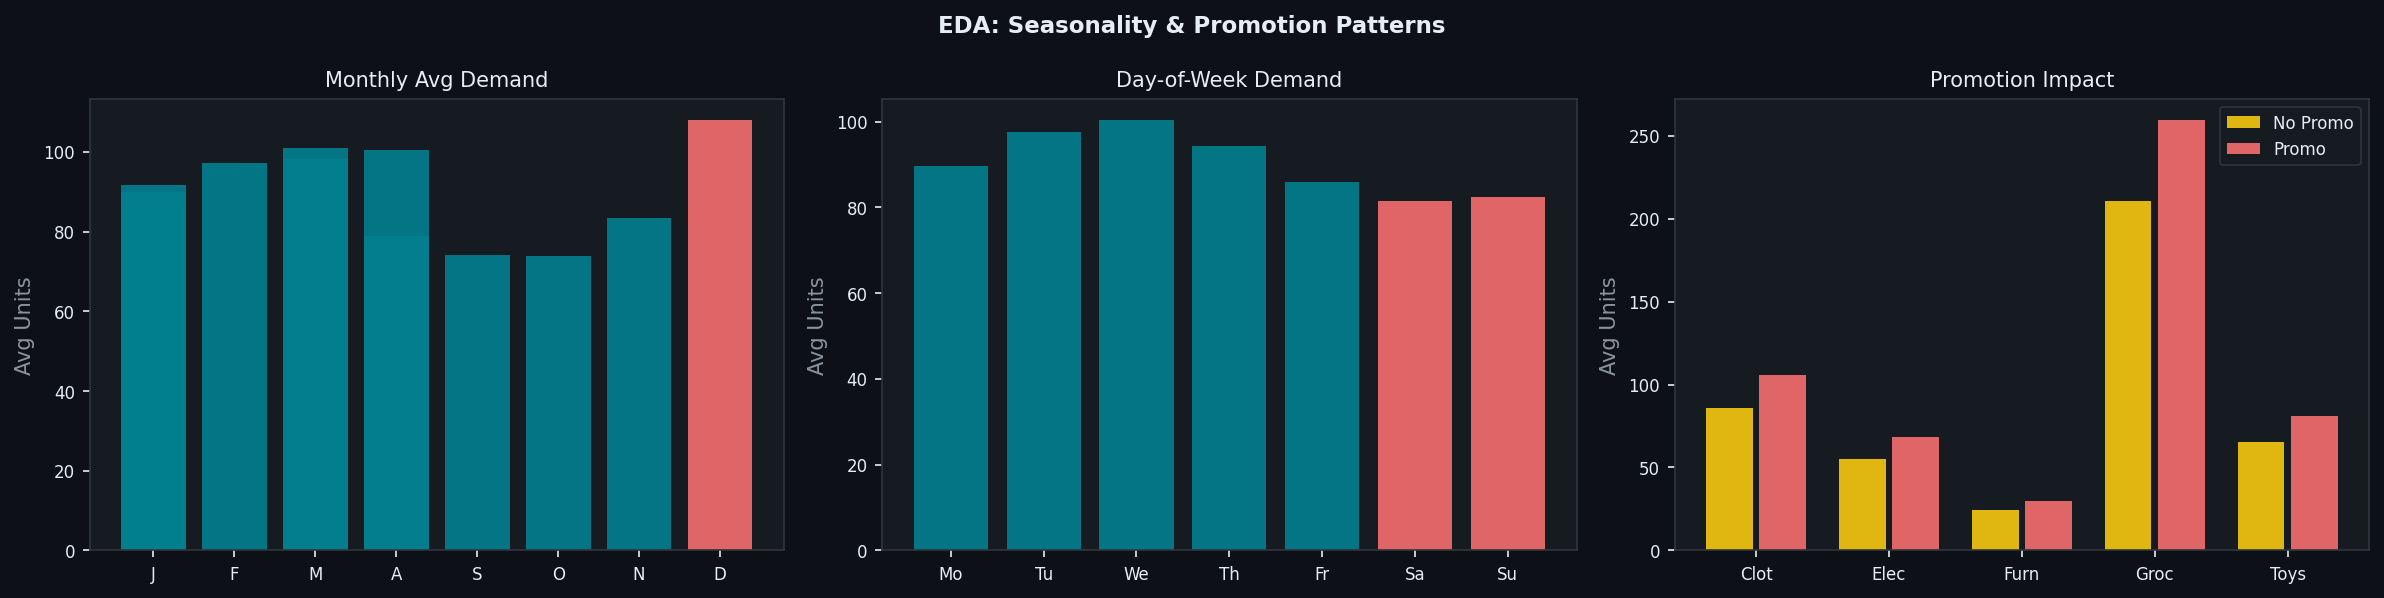 EDA: Seasonality & Promotion Patterns
Monthly Avg Demand
Avg Units
100
80
60
40
20
0
J F M A S O N D
Day-of-Week Demand
Avg Units
100
80
60
40
20
0
Mo Tu We Th Fr Sa Su
Promotion Impact
Avg Units
250
200
150
100
50
0
No Promo
Promo
Clot Elec Furn Groc Toys